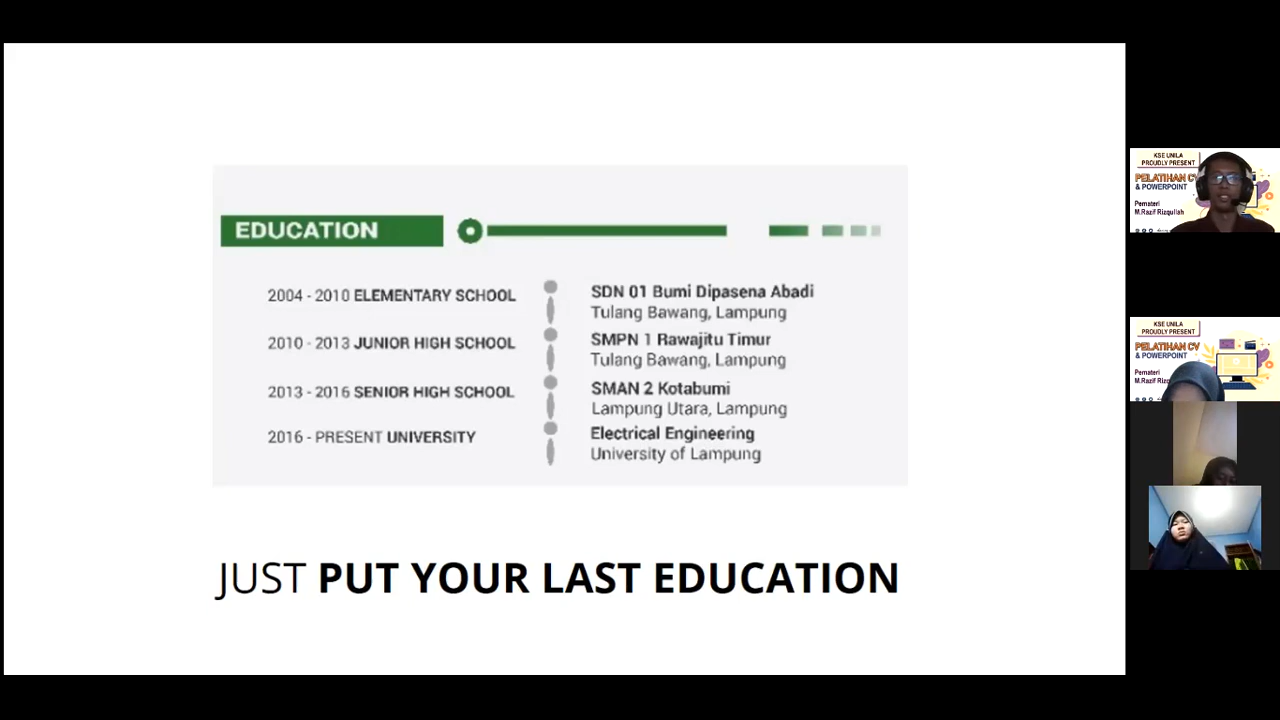 EDUCATION
2004 - 2010 ELEMENTARY SCHOOL
SDN 01 Bumi Dipasena Abadi
Tulang Bawang, Lampung
2010 - 2013 JUNIOR HIGH SCHOOL
SMPN 1 Rawajitu Timur
Tulang Bawang, Lampung
2013 - 2016 SENIOR HIGH SCHOOL
SMAN 2 Kotabumi
Lampung Utara, Lampung
2016 - PRESENT UNIVERSITY
Electrical Engineering
University of Lampung
JUST PUT YOUR LAST EDUCATION
KSE UNILA
PROUDLY PRESENT
PELATIHAN CV
& POWERPOINT
Pemateri
M.Razif Rizqullah
KSE UNILA
PROUDLY PRESENT
PELATIHAN CV
& POWERPOINT
Pemateri
M.Razif